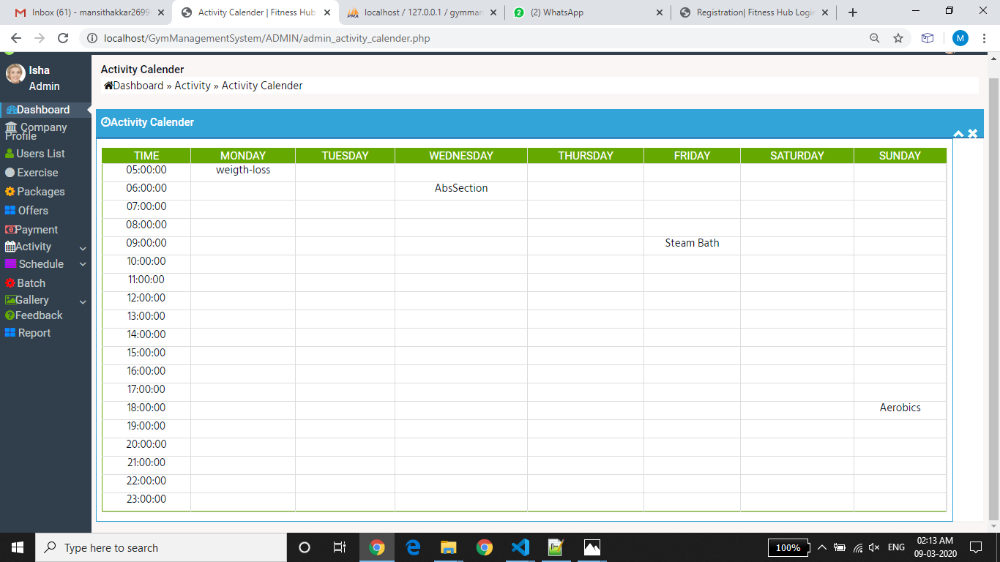 Inbox (61) - mansithakkar2699
Activity Calender | Fitness Hub
localhost / 127.0.0.1 / gymman
(2) WhatsApp
Registration| Fitness Hub Login
localhost/GymManagementSystem/ADMIN/admin_activity_calender.php
M
Isha
Admin
Dashboard
Company
Profile
Users List
Exercise
Packages
Offers
Payment
Activity
Schedule
Batch
Gallery
Feedback
Report
Activity Calender
Dashboard » Activity » Activity Calender
Activity Calender
TIME MONDAY TUESDAY WEDNESDAY THURSDAY FRIDAY SATURDAY SUNDAY
05:00:00 weigth-loss
06:00:00 AbsSection
07:00:00
08:00:00
09:00:00 Steam Bath
10:00:00
11:00:00
12:00:00
13:00:00
14:00:00
15:00:00
16:00:00
17:00:00
18:00:00 Aerobics
19:00:00
20:00:00
21:00:00
22:00:00
23:00:00
Type here to search
100%
ENG
02:13 AM
09-03-2020